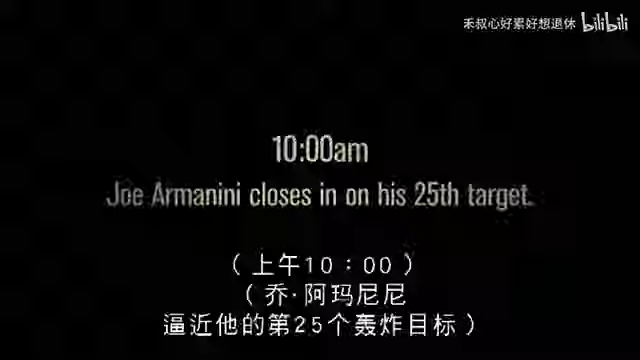 禾叔心好累好想退休 bilibili
10:00am
Joe Armanini closes in on his 25th target.
（上午10：00）
（乔·阿玛尼尼
逼近他的第25个轰炸目标）